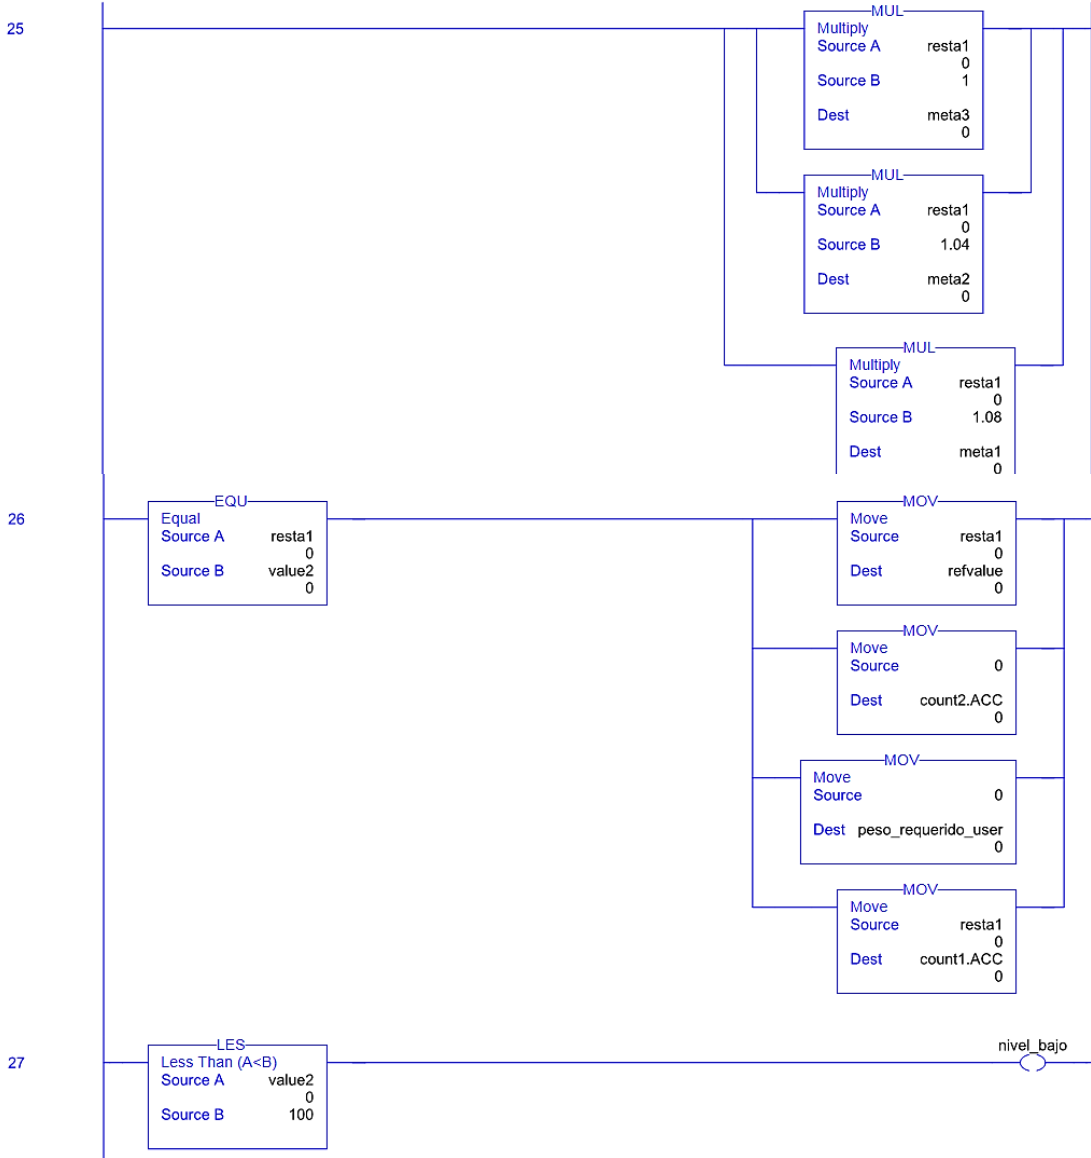 25
MUL
Multiply
Source A resta1
0
Source B 1
Dest meta3
0
MUL
Multiply
Source A resta1
0
Source B 1.04
Dest meta2
0
MUL
Multiply
Source A resta1
0
Source B 1.08
Dest meta1
0
26
EQU
Equal
Source A resta1
0
Source B value2
0
MOV
Move
Source resta1
0
Dest refvalue
0
MOV
Move
Source 0
Dest count2.ACC
0
MOV
Move
Source 0
Dest peso_requerido_user
0
MOV
Move
Source resta1
0
Dest count1.ACC
0
27
LES
Less Than (A<B)
Source A value2
0
Source B 100
nivel_bajo